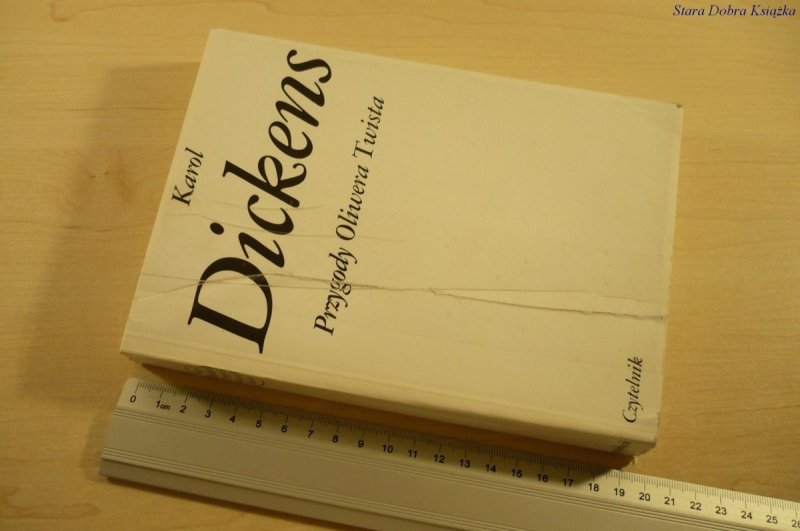 Stara Dobra Książka
Karol
Dickens
Przygody Oliwera Twista
Czytelnik
0 1cm 2 3 4 5 6 7 8 9 10 11 12 13 14 15 16 17 18 19 20 21 22 23 24 25